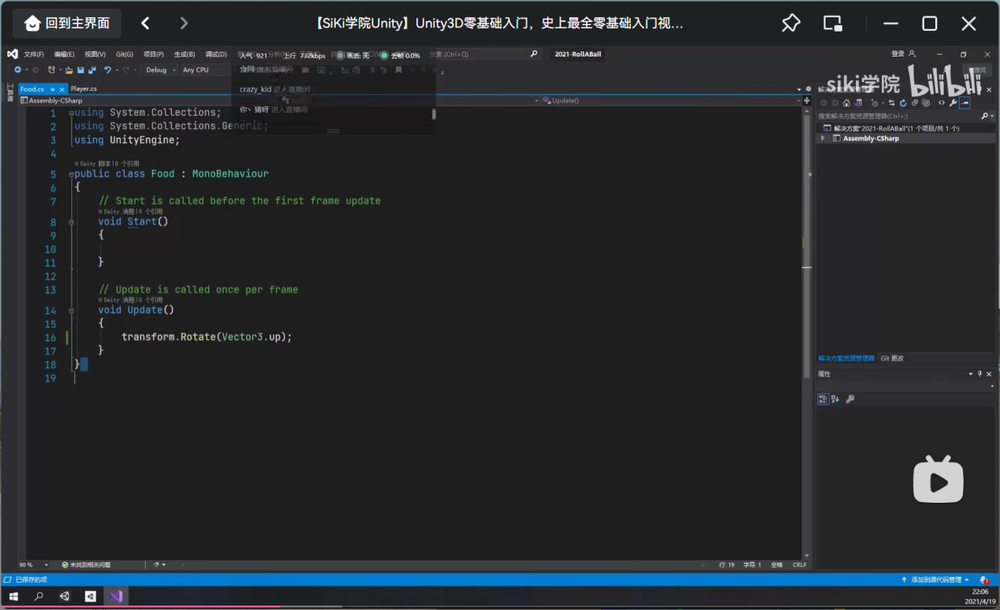 回到主界面
【SiKi学院Unity】Unity3D零基础入门，史上最全零基础入门视...
文件(F) 编辑(E) 视图(V) Git(G) 项目(P) 生成(B) 调试(D)
人气: 921 上行 732kbps 画质: 无 丢帧 0.0%
搜索 (Ctrl+Q)
2021-RollABall
登录
Debug
Any CPU
crazy_kid 进入直播间
你丶 猜呀 进入直播间
siki学院 bilibili
Food.cs
Player.cs
Assembly-CSharp
Update()
1 using System.Collections;
2 using System.Collections.Generic;
3 using UnityEngine;
4
Unity 脚本|0 个引用
5 public class Food : MonoBehaviour
6 {
7 // Start is called before the first frame update
Unity 消息|0 个引用
8 void Start()
9 {
10
11 }
12
13 // Update is called once per frame
Unity 消息|0 个引用
14 void Update()
15 {
16 transform.Rotate(Vector3.up);
17 }
18 }
19
搜索解决方案资源管理器(Ctrl+;)
解决方案"2021-RollABall"(1 个项目/共 1 个)
Assembly-CSharp
解决方案资源管理器 Git 更改
属性
90 %
未找到相关问题
行: 19 字符: 1 空格 CRLF
已保存的项
添加到源代码管理
1
22:06
2021/4/19